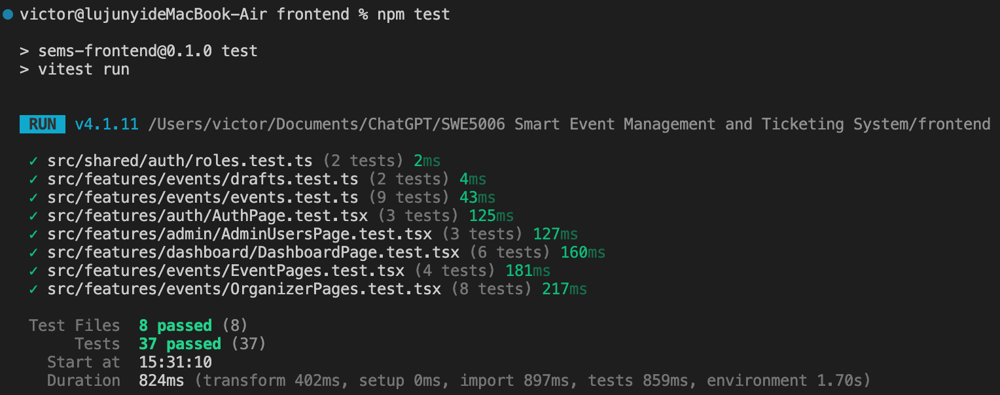 victor@lujunyideMacBook-Air frontend % npm test
> sems-frontend@0.1.0 test
> vitest run
RUN v4.1.11 /Users/victor/Documents/ChatGPT/SWE5006 Smart Event Management and Ticketing System/frontend
✓ src/shared/auth/roles.test.ts (2 tests) 2ms
✓ src/features/events/drafts.test.ts (2 tests) 4ms
✓ src/features/events/events.test.ts (9 tests) 43ms
✓ src/features/auth/AuthPage.test.tsx (3 tests) 125ms
✓ src/features/admin/AdminUsersPage.test.tsx (3 tests) 127ms
✓ src/features/dashboard/DashboardPage.test.tsx (6 tests) 160ms
✓ src/features/events/EventPages.test.tsx (4 tests) 181ms
✓ src/features/events/OrganizerPages.test.tsx (8 tests) 217ms
Test Files 8 passed (8)
Tests 37 passed (37)
Start at 15:31:10
Duration 824ms (transform 402ms, setup 0ms, import 897ms, tests 859ms, environment 1.70s)